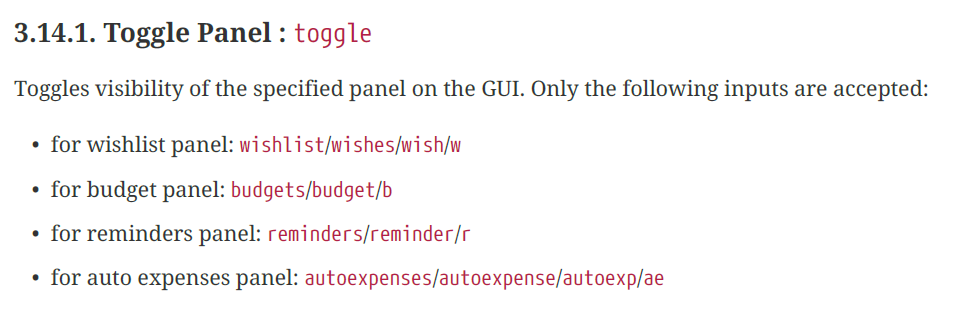 3.14.1. Toggle Panel : toggle
Toggles visibility of the specified panel on the GUI. Only the following inputs are accepted:
• for wishlist panel: wishlist/wishes/wish/w
• for budget panel: budgets/budget/b
• for reminders panel: reminders/reminder/r
• for auto expenses panel: autoexpenses/autoexpense/autoexp/ae